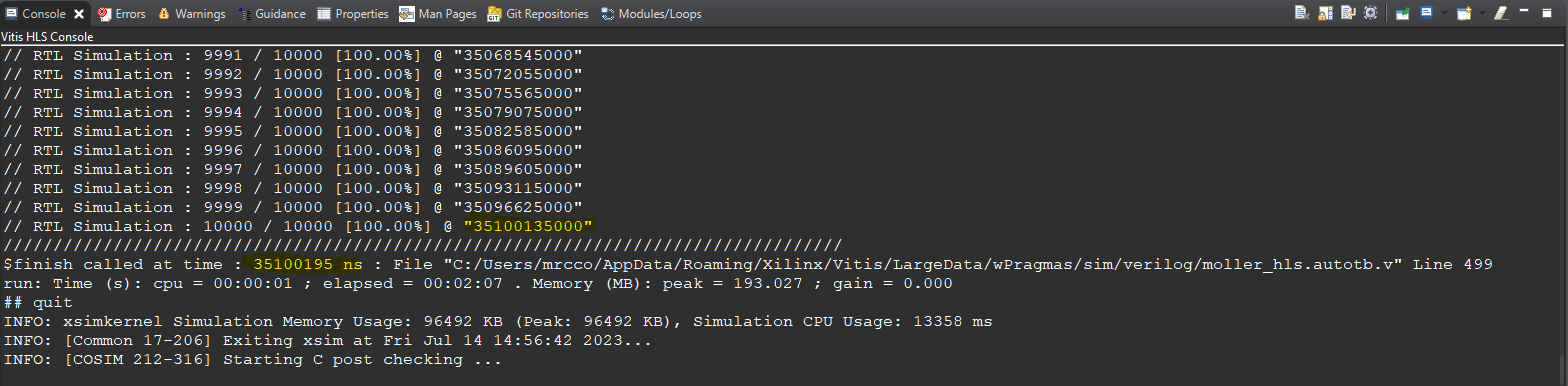 Console Errors Warnings Guidance Properties Man Pages Git Repositories Modules/Loops
Vitis HLS Console
// RTL Simulation : 9991 / 10000 [100.00%] @ "35068545000"
// RTL Simulation : 9992 / 10000 [100.00%] @ "35072055000"
// RTL Simulation : 9993 / 10000 [100.00%] @ "35075565000"
// RTL Simulation : 9994 / 10000 [100.00%] @ "35079075000"
// RTL Simulation : 9995 / 10000 [100.00%] @ "35082585000"
// RTL Simulation : 9996 / 10000 [100.00%] @ "35086095000"
// RTL Simulation : 9997 / 10000 [100.00%] @ "35089605000"
// RTL Simulation : 9998 / 10000 [100.00%] @ "35093115000"
// RTL Simulation : 9999 / 10000 [100.00%] @ "35096625000"
// RTL Simulation : 10000 / 10000 [100.00%] @ "35100135000"
////////////////////////////////////////////////////////////////////////////////////
$finish called at time : 35100195 ns : File "C:/Users/mrcco/AppData/Roaming/Xilinx/Vitis/LargeData/wPragmas/sim/verilog/moller_hls.autotb.v" Line 499
run: Time (s): cpu = 00:00:01 ; elapsed = 00:02:07 . Memory (MB): peak = 193.027 ; gain = 0.000
## quit
INFO: xsimkernel Simulation Memory Usage: 96492 KB (Peak: 96492 KB), Simulation CPU Usage: 13358 ms
INFO: [Common 17-206] Exiting xsim at Fri Jul 14 14:56:42 2023...
INFO: [COSIM 212-316] Starting C post checking ...